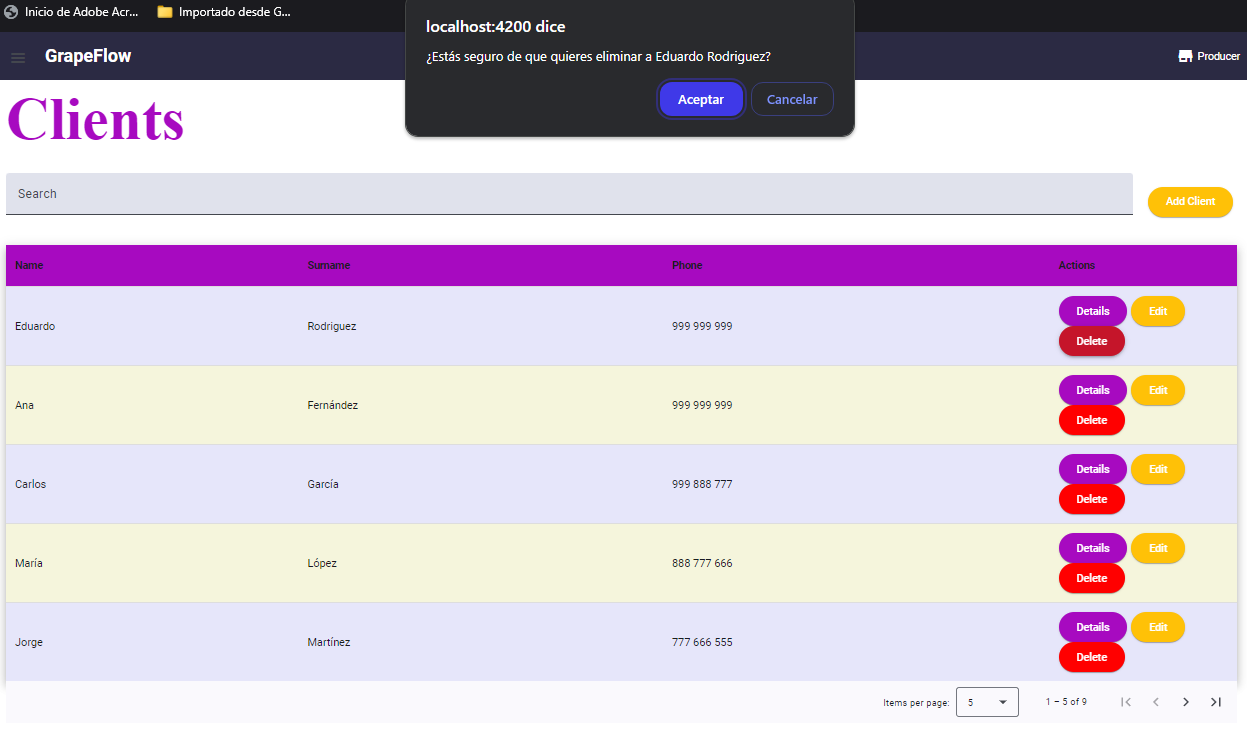 Inicio de Adobe Acr... Importado desde G...
localhost:4200 dice
¿Estás seguro de que quieres eliminar a Eduardo Rodriguez?
Aceptar Cancelar
GrapeFlow Producer
Clients
Search
Add Client
Name Surname Phone Actions
Eduardo Rodriguez 999 999 999 Details Edit
Delete
Ana Fernández 999 999 999 Details Edit
Delete
Carlos García 999 888 777 Details Edit
Delete
María López 888 777 666 Details Edit
Delete
Jorge Martínez 777 666 555 Details Edit
Delete
Items per page: 5 1 – 5 of 9